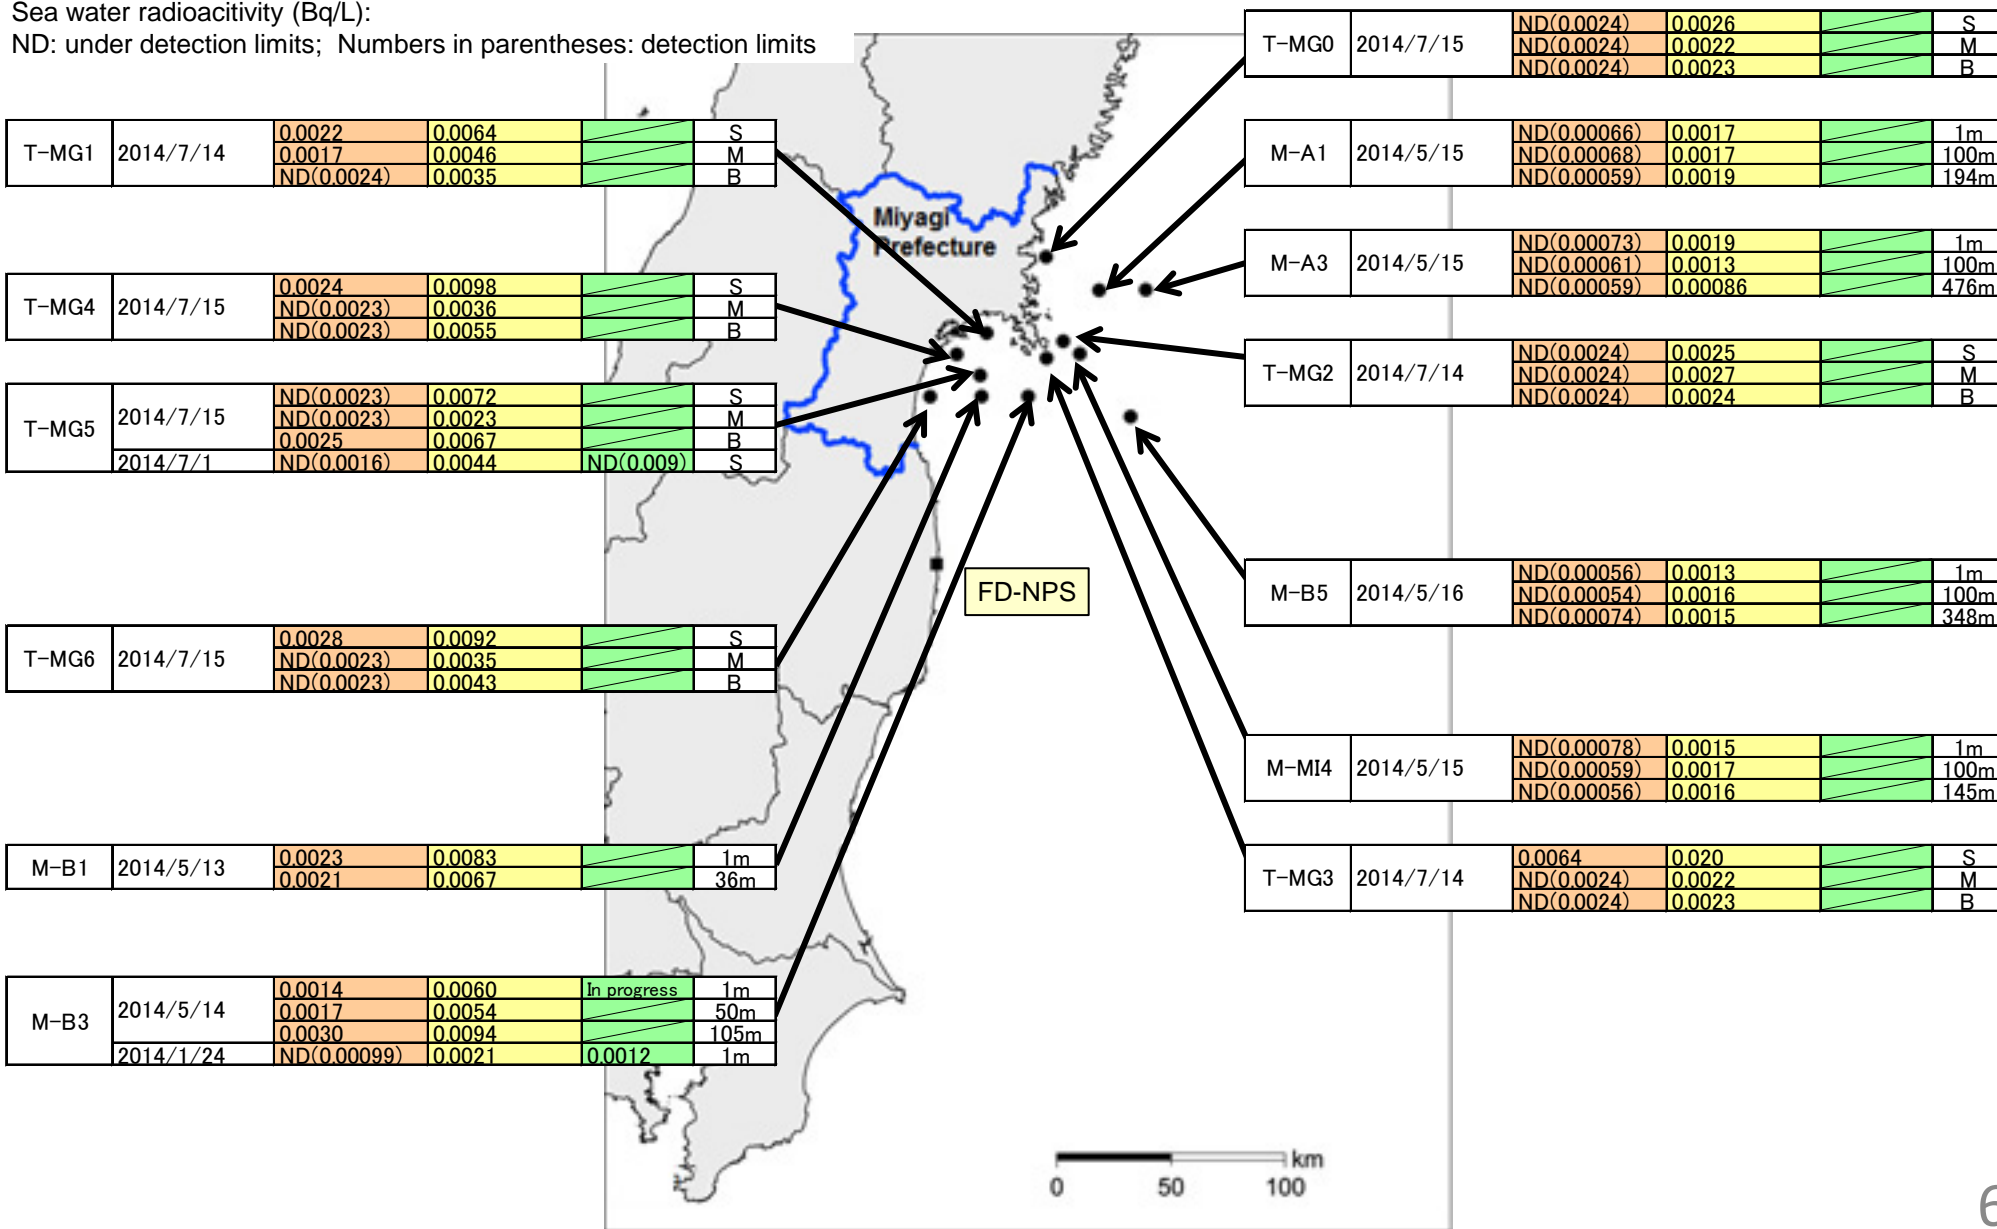 Sea water radioacitivity (Bq/L):
ND: under detection limits; Numbers in parentheses: detection limits
T-MG0 2014/7/15 ND(0.0024) 0.0026 S
ND(0.0024) 0.0022 M
ND(0.0024) 0.0023 B
T-MG1 2014/7/14 0.0022 0.0064 S
0.0017 0.0046 M
ND(0.0024) 0.0035 B
M-A1 2014/5/15 ND(0.00066) 0.0017 1m
ND(0.00068) 0.0017 100m
ND(0.00059) 0.0019 194m
Miyagi
Prefecture
M-A3 2014/5/15 ND(0.00073) 0.0019 1m
ND(0.00061) 0.0013 100m
ND(0.00059) 0.00086 476m
T-MG4 2014/7/15 0.0024 0.0098 S
ND(0.0023) 0.0036 M
ND(0.0023) 0.0055 B
T-MG2 2014/7/14 ND(0.0024) 0.0025 S
ND(0.0024) 0.0027 M
ND(0.0024) 0.0024 B
T-MG5 2014/7/15 ND(0.0023) 0.0072 S
ND(0.0023) 0.0023 M
0.0025 0.0067 B
2014/7/1 ND(0.0016) 0.0044 ND(0.009) S
FD-NPS
M-B5 2014/5/16 ND(0.00056) 0.0013 1m
ND(0.00054) 0.0016 100m
ND(0.00074) 0.0015 348m
T-MG6 2014/7/15 0.0028 0.0092 S
ND(0.0023) 0.0035 M
ND(0.0023) 0.0043 B
M-MI4 2014/5/15 ND(0.00078) 0.0015 1m
ND(0.00059) 0.0017 100m
ND(0.00056) 0.0016 145m
M-B1 2014/5/13 0.0023 0.0083 1m
0.0021 0.0067 36m
T-MG3 2014/7/14 0.0064 0.020 S
ND(0.0024) 0.0022 M
ND(0.0024) 0.0023 B
M-B3 2014/5/14 0.0014 0.0060 In progress 1m
0.0017 0.0054 50m
0.0030 0.0094 105m
2014/1/24 ND(0.00099) 0.0021 0.0012 1m
km
0 50 100
6